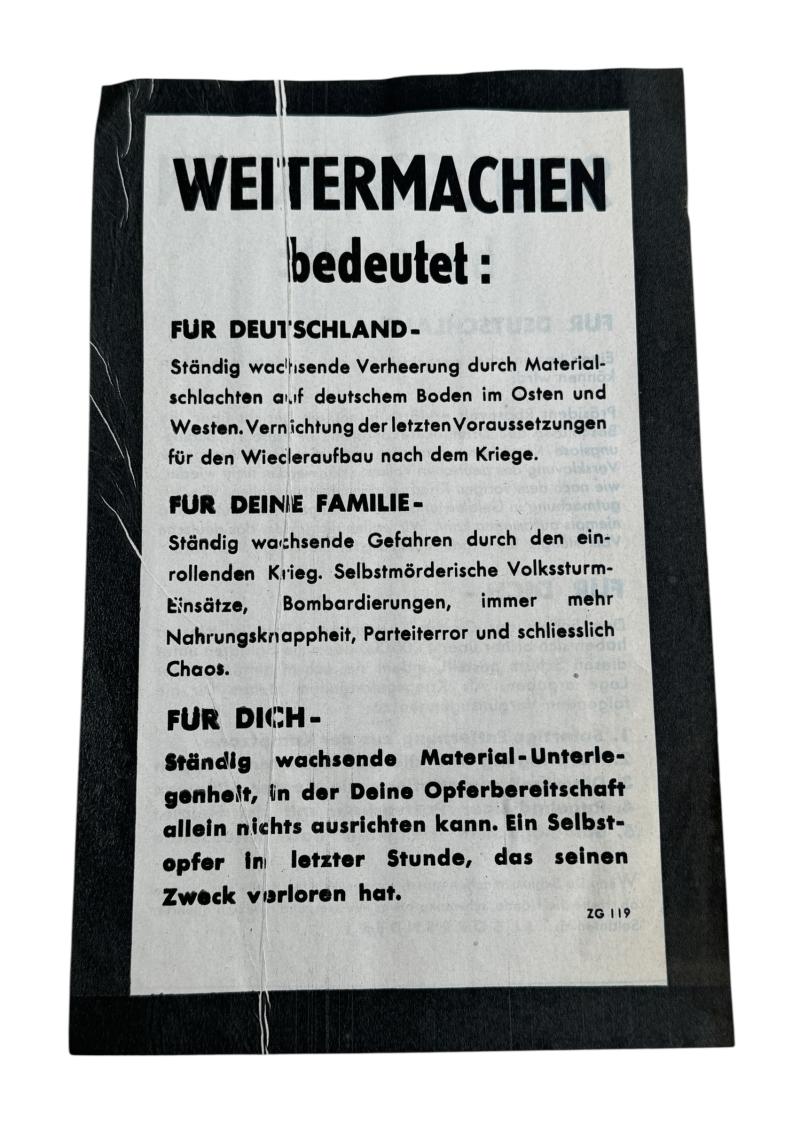 WEITERMACHEN
bedeutet:
FÜR DEUTSCHLAND-
Ständig wachsende Verheerung durch Material-
schlachten auf deutschem Boden im Osten und
Westen. Vernichtung der letzten Voraussetzungen
für den Wiederaufbau nach dem Kriege.
FÜR DEINE FAMILIE-
Ständig wachsende Gefahren durch den ein-
rollenden Krieg. Selbstmörderische Volkssturm-
Einsätze, Bombardierungen, immer mehr
Nahrungsknappheit, Parteiterror und schliesslich
Chaos.
FÜR DICH-
Ständig wachsende Material-Unterle-
genheit, in der Deine Opferbereitschaft
allein nichts ausrichten kann. Ein Selbst-
opfer in letzter Stunde, das seinen
Zweck verloren hat.
ZG 119